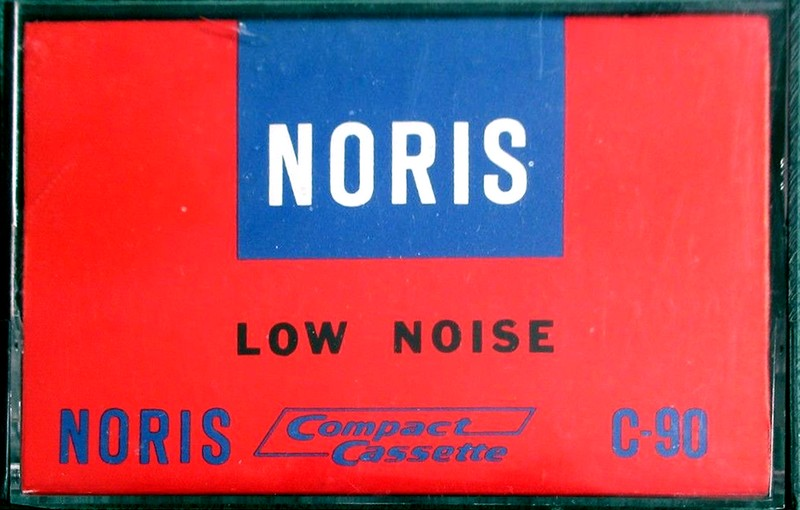 NORIS
LOW NOISE
NORIS Compact Cassette C-90